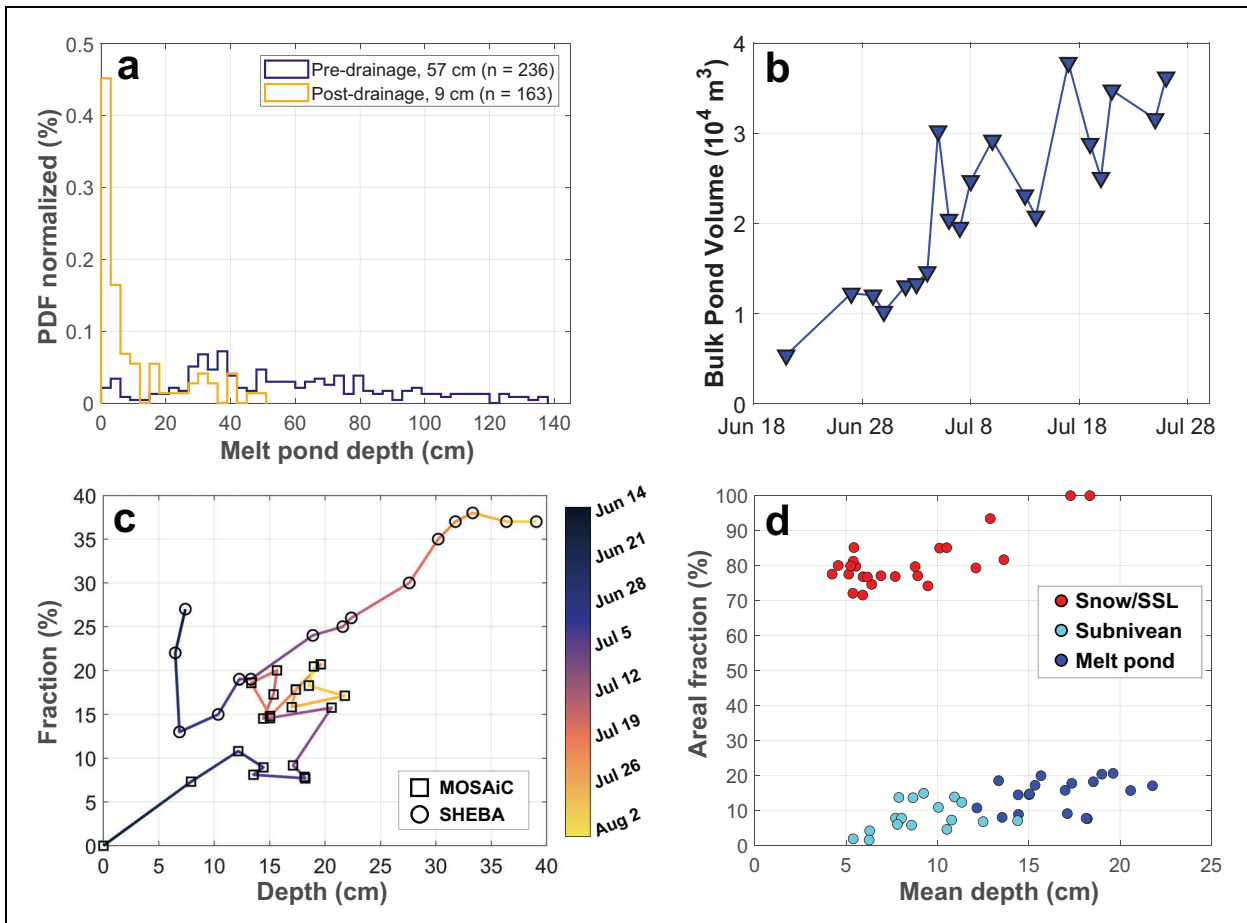 a
PDF normalized (%)
0.5
0.4
0.3
0.2
0.1
0
Pre-drainage, 57 cm (n = 236)
Post-drainage, 9 cm (n = 163)
0 20 40 60 80 100 120 140
Melt pond depth (cm)
b
Bulk Pond Volume (10⁴ m³)
4
3
2
1
0
Jun 18 Jun 28 Jul 8 Jul 18 Jul 28
c
Fraction (%)
40
35
30
25
20
15
10
5
0
MOSAiC
SHEBA
0 5 10 15 20 25 30 35 40
Depth (cm)
Jun 14
Jun 21
Jun 28
Jul 5
Jul 12
Jul 19
Jul 26
Aug 2
d
Areal fraction (%)
100
90
80
70
60
50
40
30
20
10
0
Snow/SSL
Subnivean
Melt pond
0 5 10 15 20 25
Mean depth (cm)